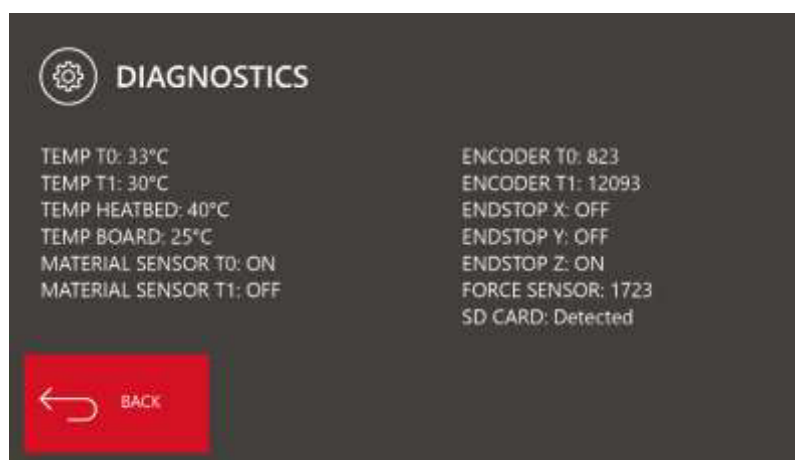 DIAGNOSTICS
TEMP T0: 33°C
TEMP T1: 30°C
TEMP HEATBED: 40°C
TEMP BOARD: 25°C
MATERIAL SENSOR T0: ON
MATERIAL SENSOR T1: OFF
ENCODER T0: 823
ENCODER T1: 12093
ENDSTOP X: OFF
ENDSTOP Y: OFF
ENDSTOP Z: ON
FORCE SENSOR: 1723
SD CARD: Detected
BACK